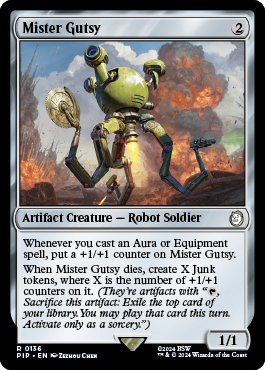 Mister Gutsy 2
Artifact Creature — Robot Soldier
Whenever you cast an Aura or Equipment
spell, put a +1/+1 counter on Mister Gutsy.
When Mister Gutsy dies, create X Junk
tokens, where X is the number of +1/+1
counters on it. (They're artifacts with “,
Sacrifice this artifact: Exile the top card of
your library. You may play that card this turn.
Activate only as a sorcery.”)
1/1
R 0136
PIP • EN Zezhou Chen
©2024 BSW
™ & © 2024 Wizards of the Coast